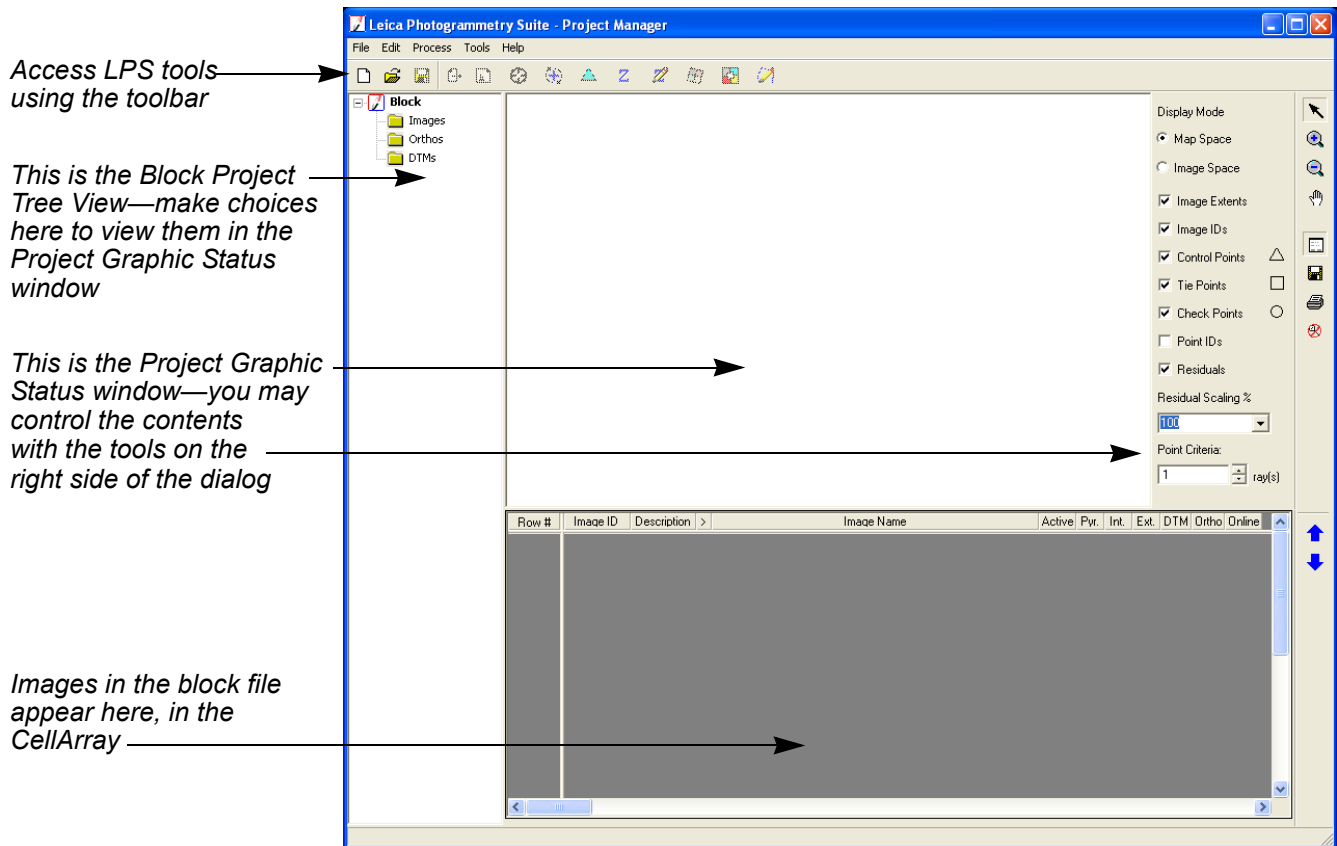 Leica Photogrammetry Suite - Project Manager
File Edit Process Tools Help
Access LPS tools
using the toolbar
Block
Images
Orthos
DTMs
This is the Block Project
Tree View—make choices
here to view them in the
Project Graphic Status
window
This is the Project Graphic
Status window—you may
control the contents
with the tools on the
right side of the dialog
Display Mode
Map Space
Image Space
Image Extents
Image IDs
Control Points
Tie Points
Check Points
Point IDs
Residuals
Residual Scaling %
100
Point Criteria:
1 ray(s)
Row # Image ID Description > Image Name Active Pyr. Int. Ext. DTM Ortho Online
Images in the block file
appear here, in the
CellArray